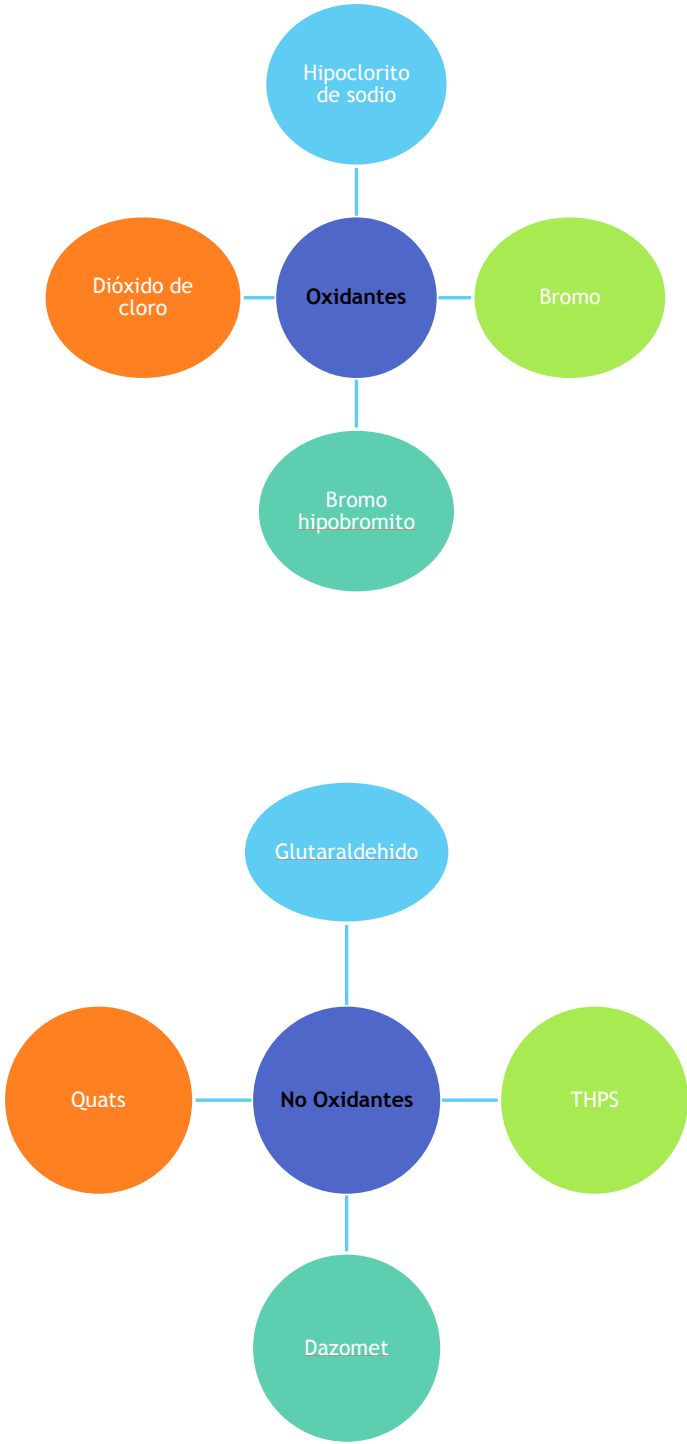 Hipoclorito
de sodio
Dióxido de
cloro
Oxidantes
Bromo
Bromo
hipobromito
Glutaraldehido
Quats
No Oxidantes
THPS
Dazomet